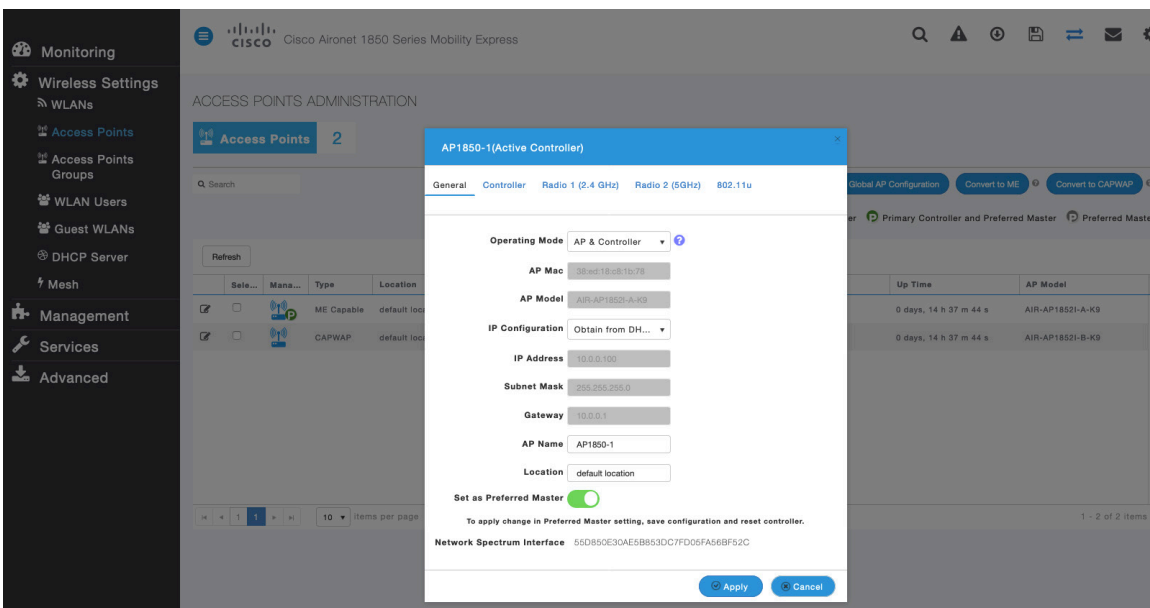 CISCO Cisco Aironet 1850 Series Mobility Express
Monitoring
Wireless Settings
WLANs
Access Points
Access Points
Groups
WLAN Users
Guest WLANs
DHCP Server
Mesh
Management
Services
Advanced
ACCESS POINTS ADMINISTRATION
Access Points 2
Search
Global AP Configuration Convert to ME Convert to CAPWAP
er Primary Controller and Preferred Master Preferred Maste
Refresh
Sele... Mana... Type Location Up Time AP Model
ME Capable default loca 0 days, 14 h 37 m 44 s AIR-AP1852I-A-K9
CAPWAP default loca 0 days, 14 h 37 m 44 s AIR-AP1852I-B-K9
1 1 10 items per page 1 - 2 of 2 items
AP1850-1(Active Controller)
General Controller Radio 1 (2.4 GHz) Radio 2 (5GHz) 802.11u
Operating Mode AP & Controller
AP Mac 38:ed:18:c8:1b:78
AP Model AIR-AP1852I-A-K9
IP Configuration Obtain from DH...
IP Address 10.0.0.100
Subnet Mask 255.255.255.0
Gateway 10.0.0.1
AP Name AP1850-1
Location default location
Set as Preferred Master
To apply change in Preferred Master setting, save configuration and reset controller.
Network Spectrum Interface 55D850E30AE5B853DC7FD05FA56BF52C
Apply Cancel